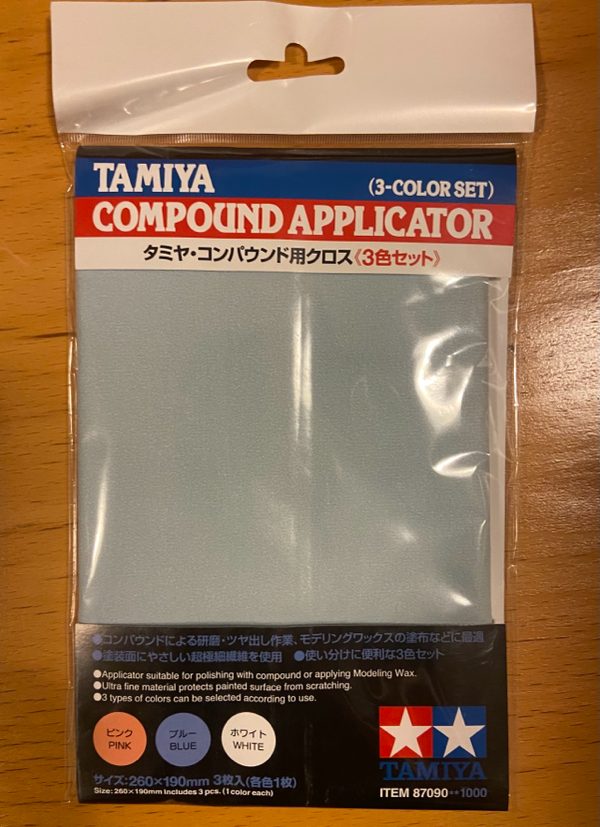 TAMIYA (3-COLOR SET)
COMPOUND APPLICATOR
タミヤ・コンパウンド用クロス《3色セット》
●コンパウンドによる研磨・ツヤ出し作業、モデリングワックスの塗布などに最適
●塗装面にやさしい超極細繊維を使用 ●使い分けに便利な3色セット
●Applicator suitable for polishing with compound or applying Modeling Wax.
●Ultra fine material protects painted surface from scratching.
●3 types of colors can be selected according to use.
ピンク
PINK
ブルー
BLUE
ホワイト
WHITE
サイズ:260×190mm 3枚入(各色1枚)
Size: 260×190mm Includes 3 pcs. (1 color each)
TAMIYA
ITEM 87090**1000